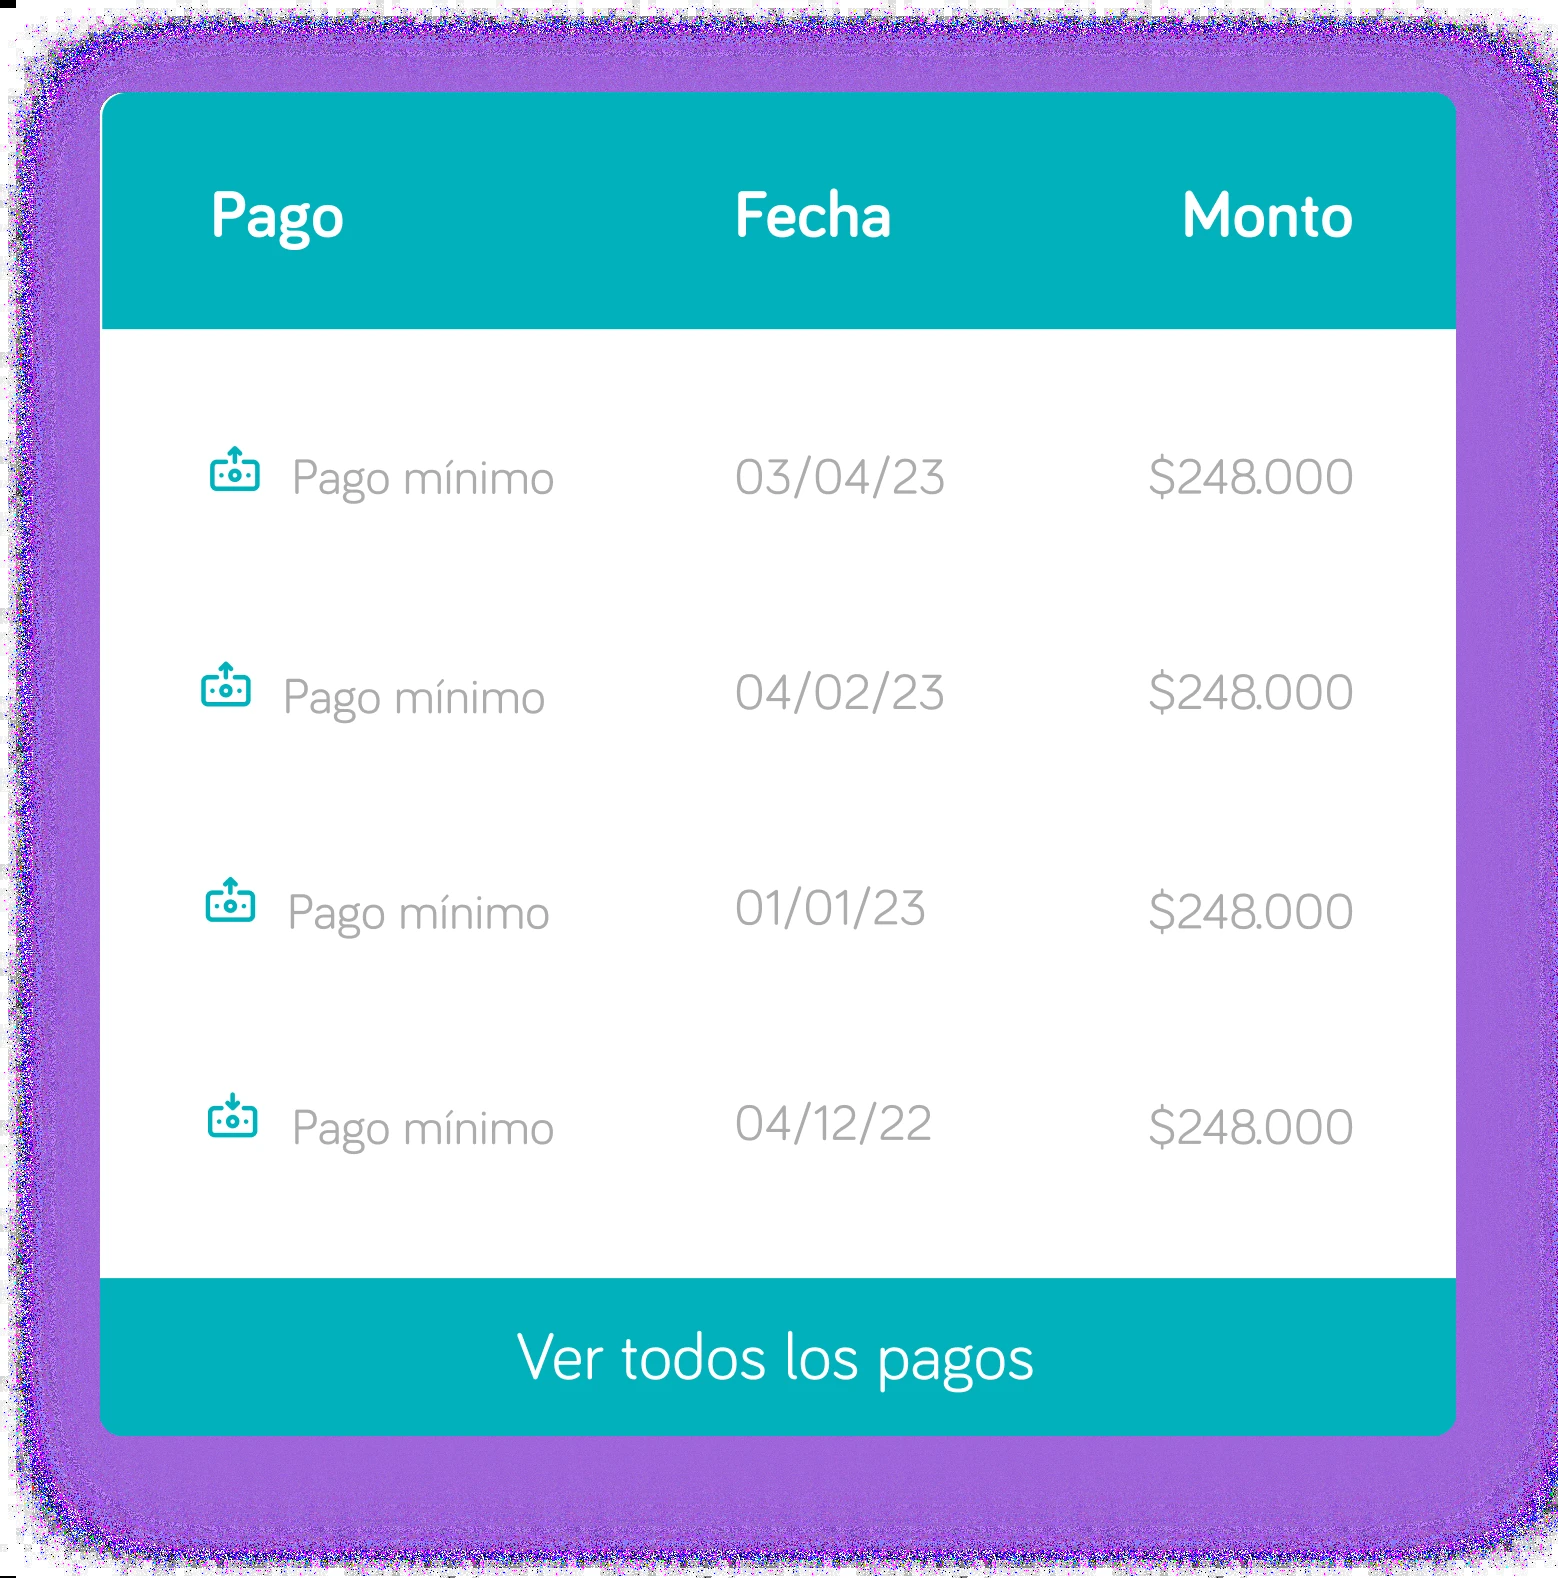 Pago Fecha Monto
Pago mínimo 03/04/23 $248.000
Pago mínimo 04/02/23 $248.000
Pago mínimo 01/01/23 $248.000
Pago mínimo 04/12/22 $248.000
Ver todos los pagos